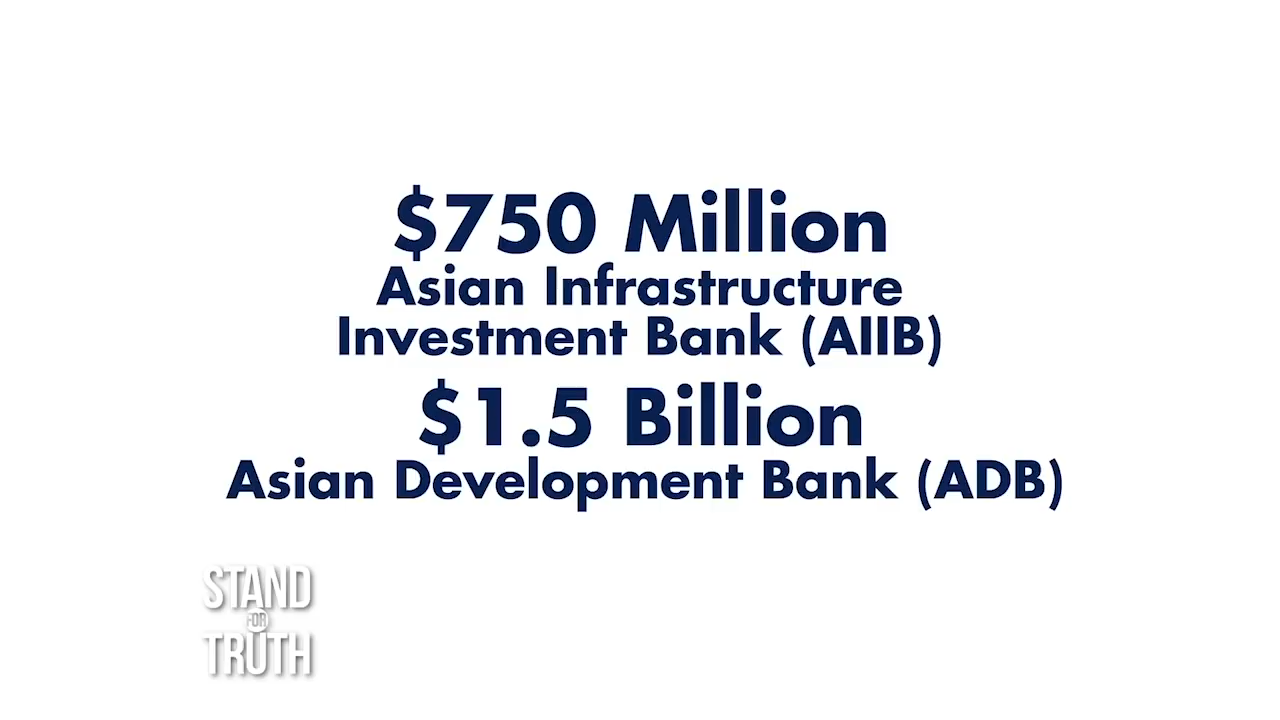 $750 Million
Asian Infrastructure
Investment Bank (AIIB)
$1.5 Billion
Asian Development Bank (ADB)
STAND
FOR
TRUTH